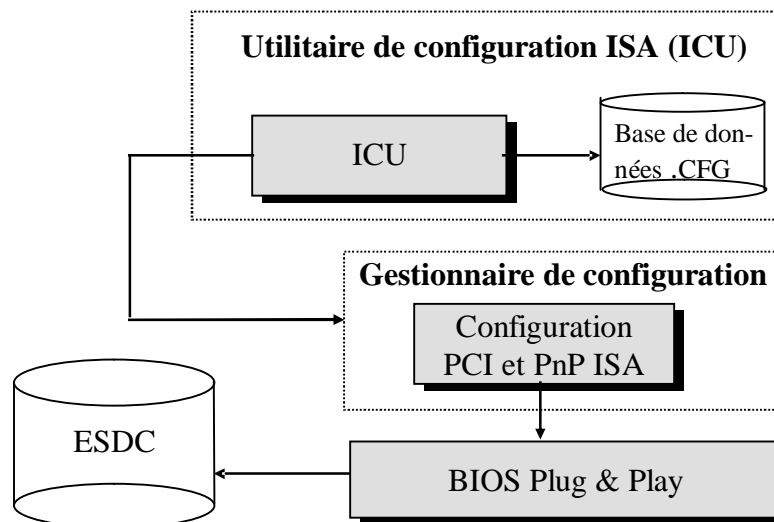 Utilitaire de configuration ISA (ICU)
ICU
Base de don-
nées .CFG
Gestionnaire de configuration
Configuration
PCI et PnP ISA
ESDC
BIOS Plug & Play